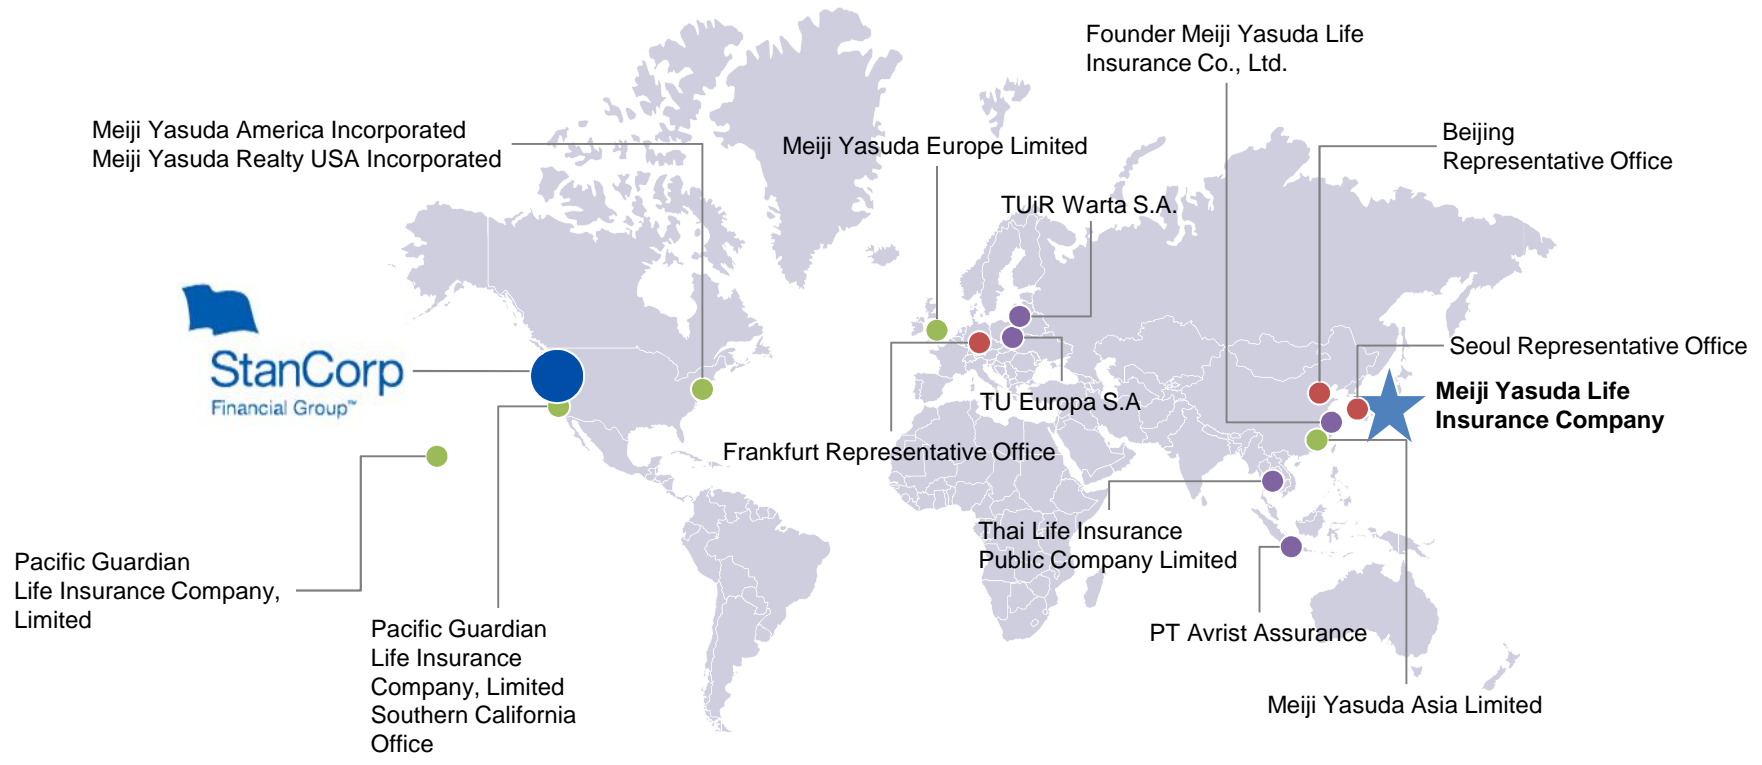 Founder Meiji Yasuda Life
Insurance Co., Ltd.
Meiji Yasuda America Incorporated
Meiji Yasuda Realty USA Incorporated
Meiji Yasuda Europe Limited
Beijing
Representative Office
TUiR Warta S.A.
StanCorp
Financial Group™
Seoul Representative Office
Meiji Yasuda Life
Insurance Company
TU Europa S.A
Frankfurt Representative Office
Thai Life Insurance
Public Company Limited
Pacific Guardian
Life Insurance Company,
Limited
Pacific Guardian
Life Insurance
Company, Limited
Southern California
Office
PT Avrist Assurance
Meiji Yasuda Asia Limited